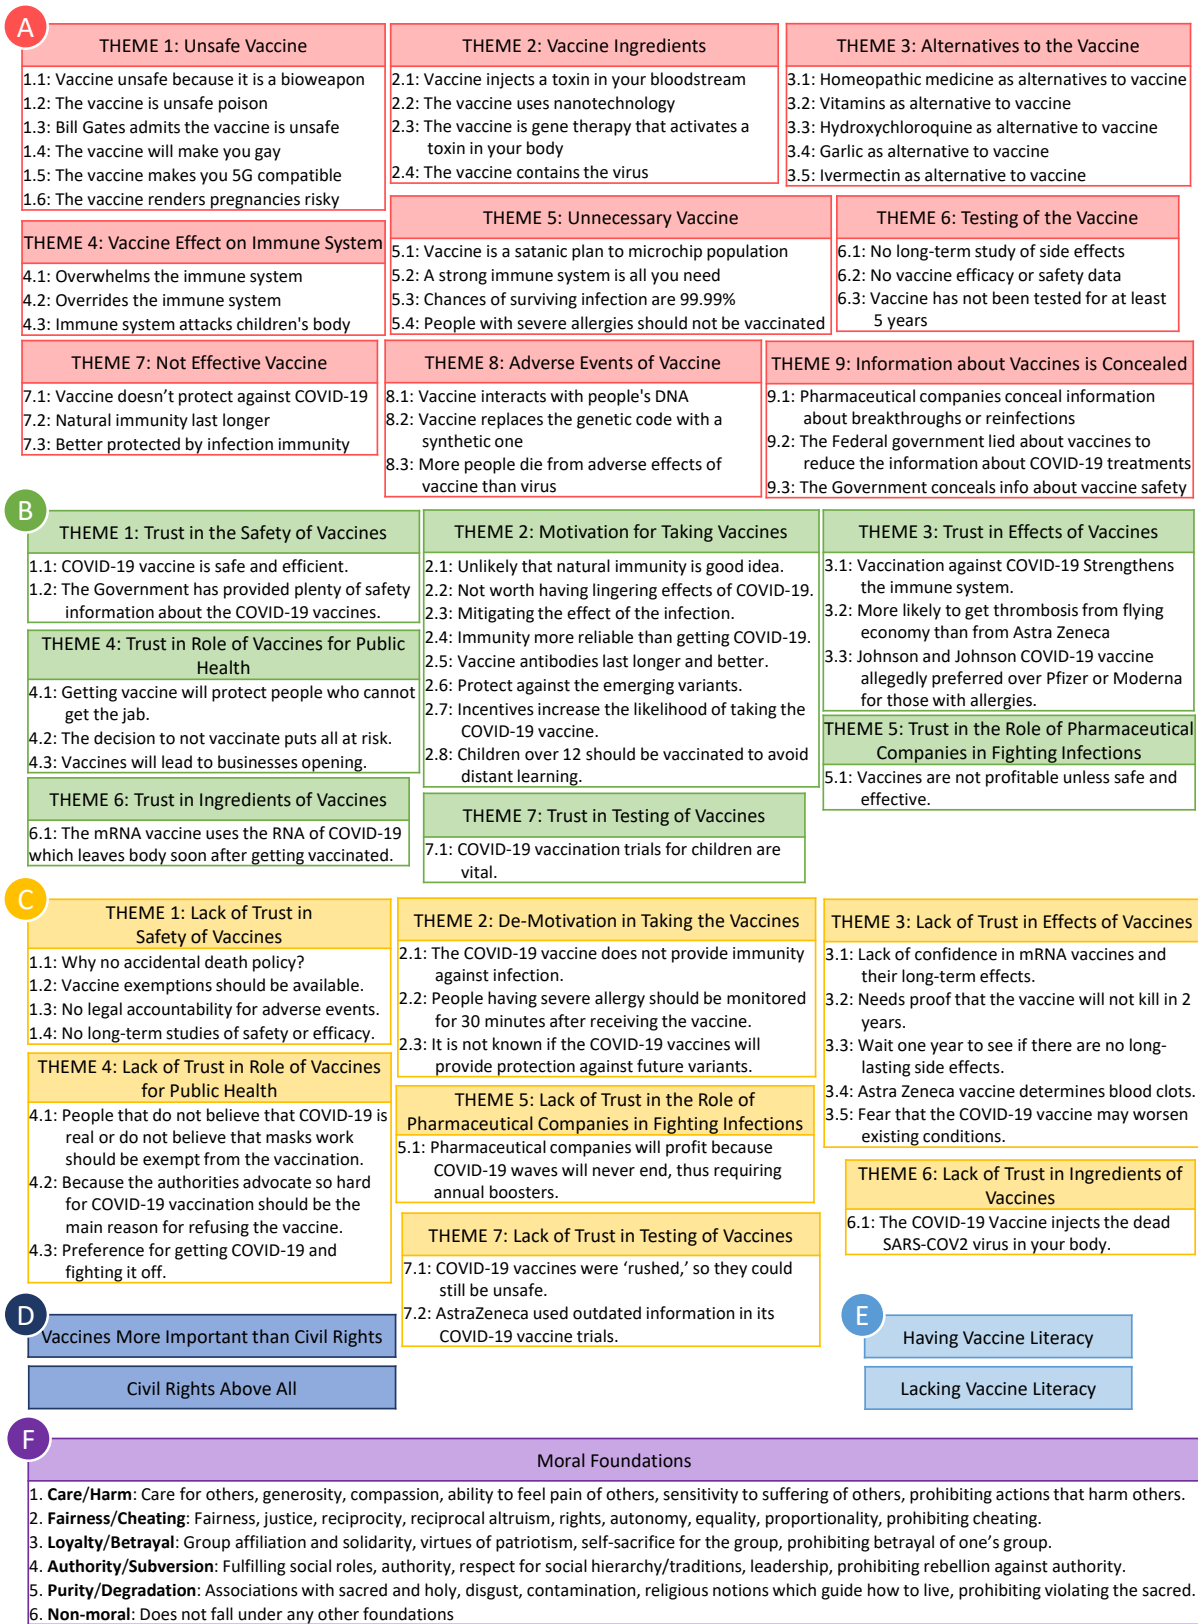 A
THEME 1: Unsafe Vaccine
1.1: Vaccine unsafe because it is a bioweapon
1.2: The vaccine is unsafe poison
1.3: Bill Gates admits the vaccine is unsafe
1.4: The vaccine will make you gay
1.5: The vaccine makes you 5G compatible
1.6: The vaccine renders pregnancies risky
THEME 2: Vaccine Ingredients
2.1: Vaccine injects a toxin in your bloodstream
2.2: The vaccine uses nanotechnology
2.3: The vaccine is gene therapy that activates a
toxin in your body
2.4: The vaccine contains the virus
THEME 3: Alternatives to the Vaccine
3.1: Homeopathic medicine as alternatives to vaccine
3.2: Vitamins as alternative to vaccine
3.3: Hydroxychloroquine as alternative to vaccine
3.4: Garlic as alternative to vaccine
3.5: Ivermectin as alternative to vaccine
THEME 4: Vaccine Effect on Immune System
4.1: Overwhelms the immune system
4.2: Overrides the immune system
4.3: Immune system attacks children's body
THEME 5: Unnecessary Vaccine
5.1: Vaccine is a satanic plan to microchip population
5.2: A strong immune system is all you need
5.3: Chances of surviving infection are 99.99%
5.4: People with severe allergies should not be vaccinated
THEME 6: Testing of the Vaccine
6.1: No long-term study of side effects
6.2: No vaccine efficacy or safety data
6.3: Vaccine has not been tested for at least
5 years
THEME 7: Not Effective Vaccine
7.1: Vaccine doesn't protect against COVID-19
7.2: Natural immunity last longer
7.3: Better protected by infection immunity
THEME 8: Adverse Events of Vaccine
8.1: Vaccine interacts with people's DNA
8.2: Vaccine replaces the genetic code with a
synthetic one
8.3: More people die from adverse effects of
vaccine than virus
THEME 9: Information about Vaccines is Concealed
9.1: Pharmaceutical companies conceal information
about breakthroughs or reinfections
9.2: The Federal government lied about vaccines to
reduce the information about COVID-19 treatments
9.3: The Government conceals info about vaccine safety
B
THEME 1: Trust in the Safety of Vaccines
1.1: COVID-19 vaccine is safe and efficient.
1.2: The Government has provided plenty of safety
information about the COVID-19 vaccines.
THEME 2: Motivation for Taking Vaccines
2.1: Unlikely that natural immunity is good idea.
2.2: Not worth having lingering effects of COVID-19.
2.3: Mitigating the effect of the infection.
2.4: Immunity more reliable than getting COVID-19.
2.5: Vaccine antibodies last longer and better.
2.6: Protect against the emerging variants.
2.7: Incentives increase the likelihood of taking the
COVID-19 vaccine.
2.8: Children over 12 should be vaccinated to avoid
distant learning.
THEME 3: Trust in Effects of Vaccines
3.1: Vaccination against COVID-19 Strengthens
the immune system.
3.2: More likely to get thrombosis from flying
economy than from Astra Zeneca
3.3: Johnson and Johnson COVID-19 vaccine
allegedly preferred over Pfizer or Moderna
for those with allergies.
THEME 4: Trust in Role of Vaccines for Public
Health
4.1: Getting vaccine will protect people who cannot
get the jab.
4.2: The decision to not vaccinate puts all at risk.
4.3: Vaccines will lead to businesses opening.
THEME 5: Trust in the Role of Pharmaceutical
Companies in Fighting Infections
5.1: Vaccines are not profitable unless safe and
effective.
THEME 6: Trust in Ingredients of Vaccines
6.1: The mRNA vaccine uses the RNA of COVID-19
which leaves body soon after getting vaccinated.
THEME 7: Trust in Testing of Vaccines
7.1: COVID-19 vaccination trials for children are
vital.
C
THEME 1: Lack of Trust in
Safety of Vaccines
1.1: Why no accidental death policy?
1.2: Vaccine exemptions should be available.
1.3: No legal accountability for adverse events.
1.4: No long-term studies of safety or efficacy.
THEME 2: De-Motivation in Taking the Vaccines
2.1: The COVID-19 vaccine does not provide immunity
against infection.
2.2: People having severe allergy should be monitored
for 30 minutes after receiving the vaccine.
2.3: It is not known if the COVID-19 vaccines will
provide protection against future variants.
THEME 3: Lack of Trust in Effects of Vaccines
3.1: Lack of confidence in mRNA vaccines and
their long-term effects.
3.2: Needs proof that the vaccine will not kill in 2
years.
3.3: Wait one year to see if there are no long-
lasting side effects.
3.4: Astra Zeneca vaccine determines blood clots.
3.5: Fear that the COVID-19 vaccine may worsen
existing conditions.
THEME 4: Lack of Trust in Role of Vaccines
for Public Health
4.1: People that do not believe that COVID-19 is
real or do not believe that masks work
should be exempt from the vaccination.
4.2: Because the authorities advocate so hard
for COVID-19 vaccination should be the
main reason for refusing the vaccine.
4.3: Preference for getting COVID-19 and
fighting it off.
THEME 5: Lack of Trust in the Role of
Pharmaceutical Companies in Fighting Infections
5.1: Pharmaceutical companies will profit because
COVID-19 waves will never end, thus requiring
annual boosters.
THEME 6: Lack of Trust in Ingredients of
Vaccines
6.1: The COVID-19 Vaccine injects the dead
SARS-COV2 virus in your body.
THEME 7: Lack of Trust in Testing of Vaccines
7.1: COVID-19 vaccines were 'rushed,' so they could
still be unsafe.
7.2: AstraZeneca used outdated information in its
COVID-19 vaccine trials.
D
Vaccines More Important than Civil Rights
Civil Rights Above All
E
Having Vaccine Literacy
Lacking Vaccine Literacy
F
Moral Foundations
1. Care/Harm: Care for others, generosity, compassion, ability to feel pain of others, sensitivity to suffering of others, prohibiting actions that harm others.
2. Fairness/Cheating: Fairness, justice, reciprocity, reciprocal altruism, rights, autonomy, equality, proportionality, prohibiting cheating.
3. Loyalty/Betrayal: Group affiliation and solidarity, virtues of patriotism, self-sacrifice for the group, prohibiting betrayal of one's group.
4. Authority/Subversion: Fulfilling social roles, authority, respect for social hierarchy/traditions, leadership, prohibiting rebellion against authority.
5. Purity/Degradation: Associations with sacred and holy, disgust, contamination, religious notions which guide how to live, prohibiting violating the sacred.
6. Non-moral: Does not fall under any other foundations